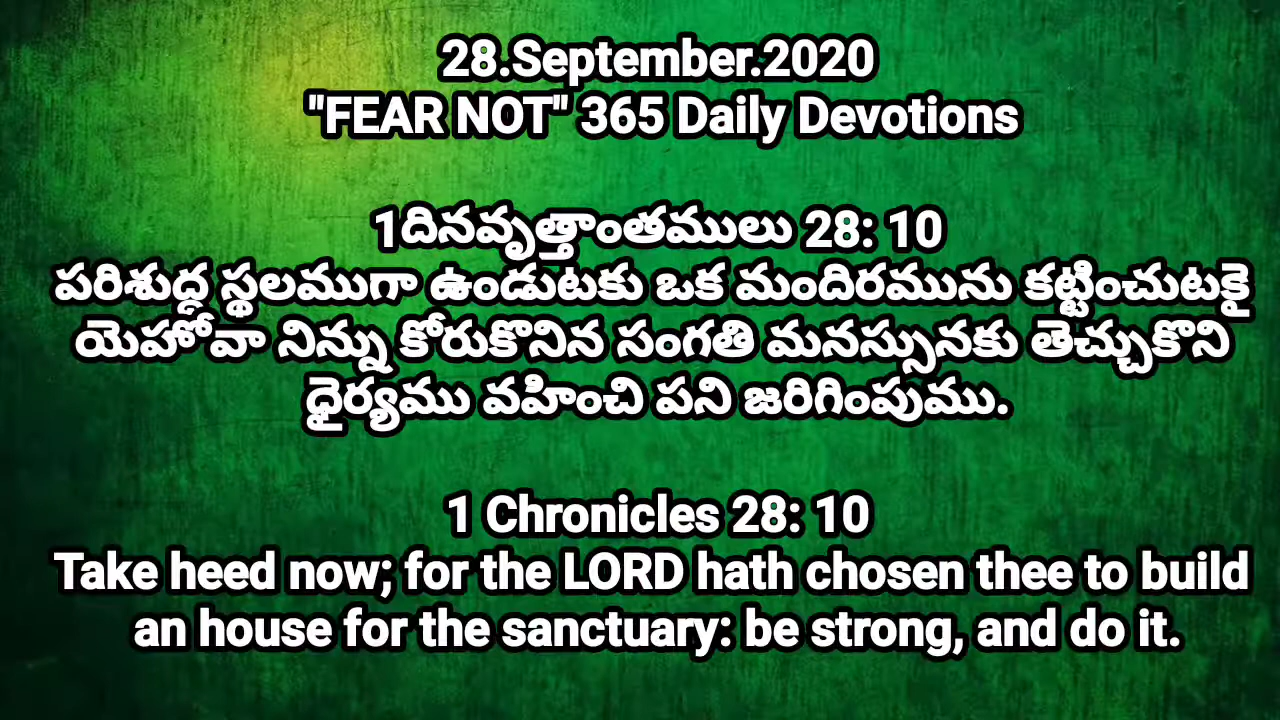 28.September.2020
"FEAR NOT" 365 Daily Devotions
1దినవృత్తాంతములు 28: 10
పరిశుద్ధ స్థలముగా ఉండుటకు ఒక మందిరమును కట్టించుటకై
యెహోవా నిన్ను కోరుకొనిన సంగతి మనస్సునకు తెచ్చుకొని
ధైర్యము వహించి పని జరిగింపుము.
1 Chronicles 28: 10
Take heed now; for the LORD hath chosen thee to build
an house for the sanctuary: be strong, and do it.